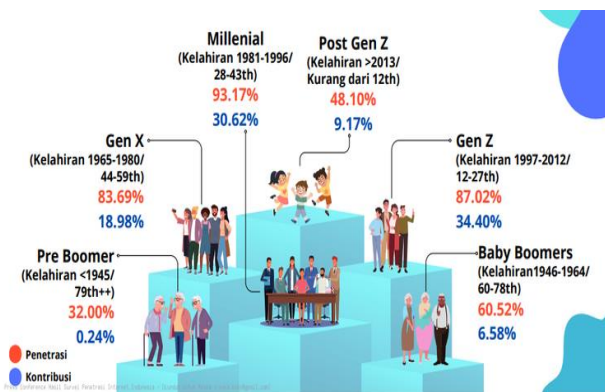 Millenial
(Kelahiran 1981-1996/
28-43th)
93.17%
30.62%
Post Gen Z
(Kelahiran >2013/
Kurang dari 12th)
48.10%
9.17%
Gen X
(Kelahiran 1965-1980/
44-59th)
83.69%
18.98%
Gen Z
(Kelahiran 1997-2012/
12-27th)
87.02%
34.40%
Pre Boomer
(Kelahiran <1945/
79th++)
32.00%
0.24%
Baby Boomers
(Kelahiran1946-1964/
60-78th)
60.52%
6.58%
Penetrasi
Kontribusi